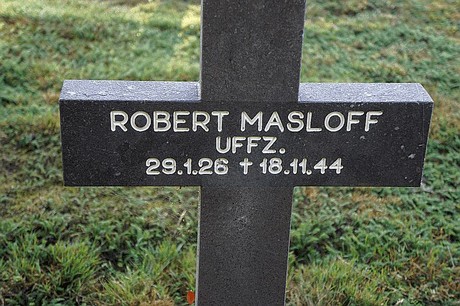 ROBERT MASLOFF
UFFZ.
29.1.26 † 18.11.44